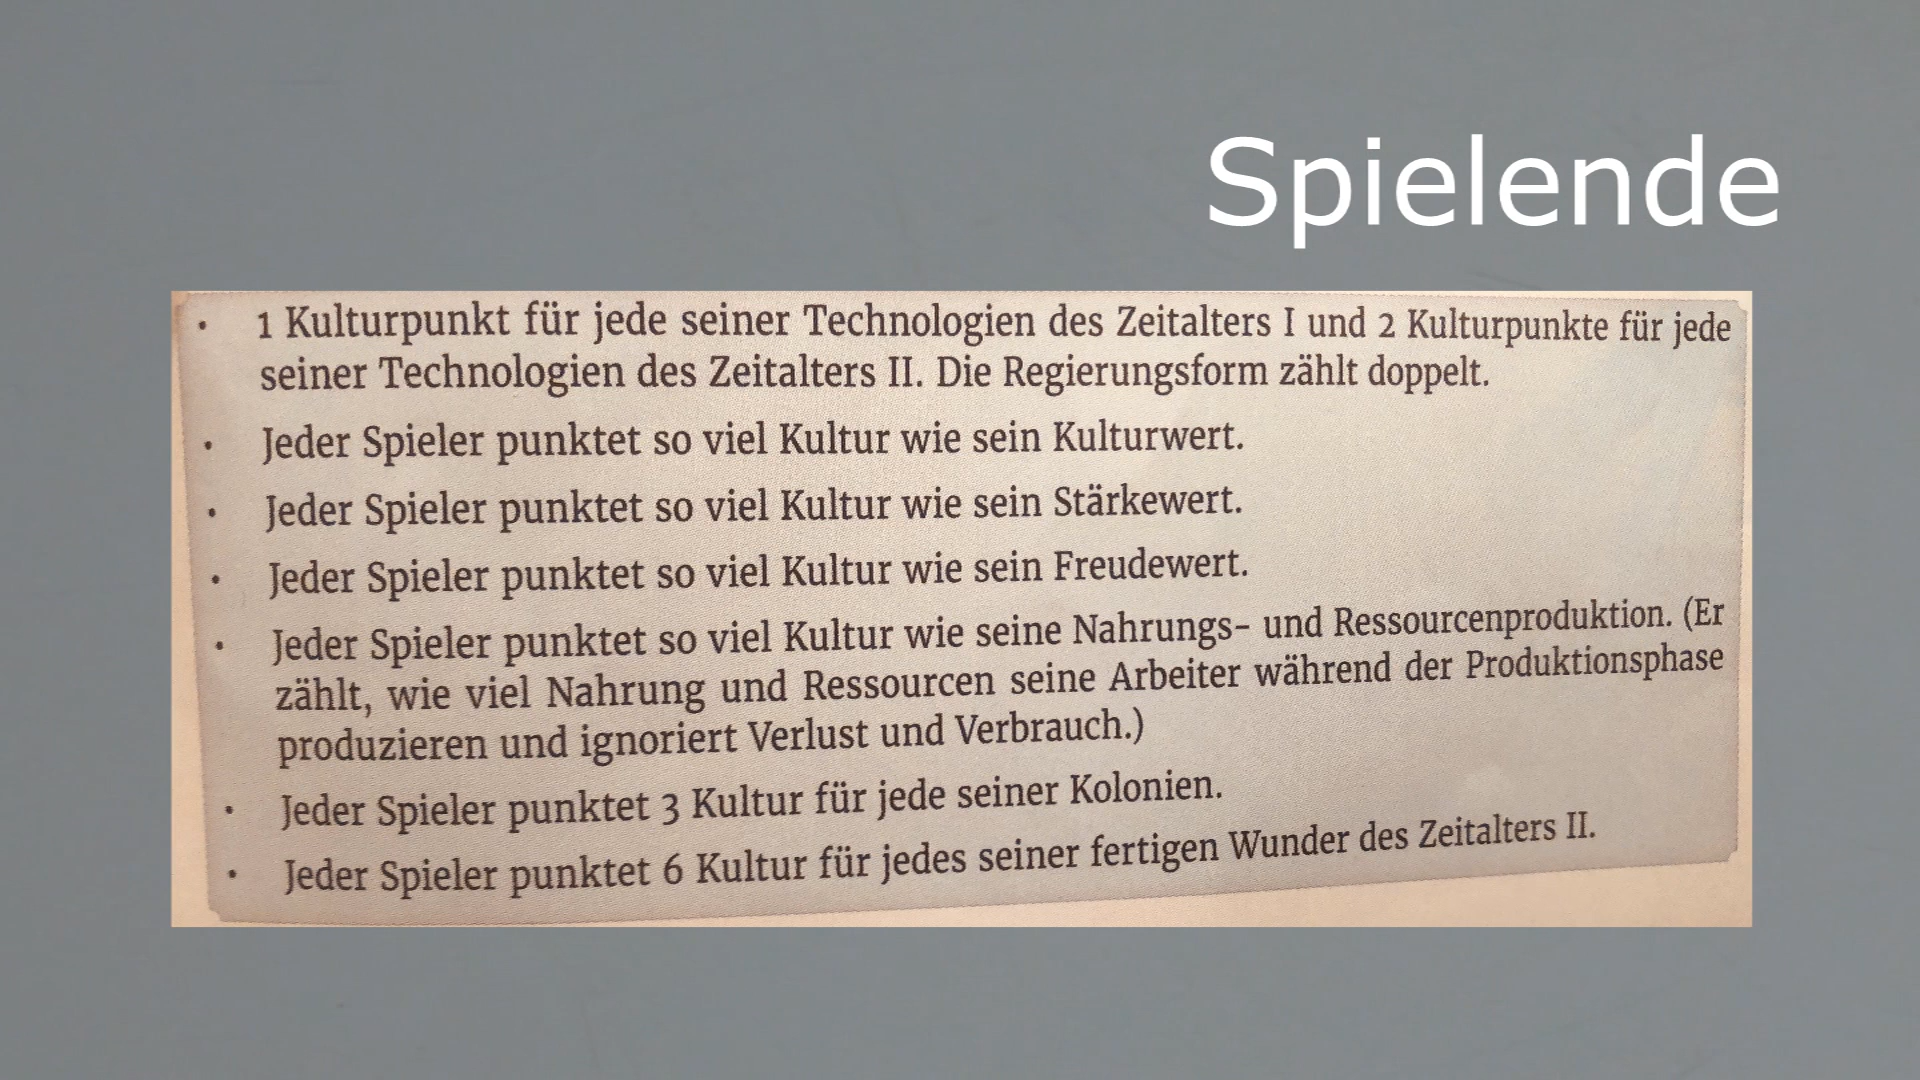 Spielende
• 1 Kulturpunkt für jede seiner Technologien des Zeitalters I und 2 Kulturpunkte für jede
seiner Technologien des Zeitalters II. Die Regierungsform zählt doppelt.
• Jeder Spieler punktet so viel Kultur wie sein Kulturwert.
• Jeder Spieler punktet so viel Kultur wie sein Stärkewert.
• Jeder Spieler punktet so viel Kultur wie sein Freudewert.
• Jeder Spieler punktet so viel Kultur wie seine Nahrungs- und Ressourcenproduktion. (Er
zählt, wie viel Nahrung und Ressourcen seine Arbeiter während der Produktionsphase
produzieren und ignoriert Verlust und Verbrauch.)
• Jeder Spieler punktet 3 Kultur für jede seiner Kolonien.
• Jeder Spieler punktet 6 Kultur für jedes seiner fertigen Wunder des Zeitalters II.